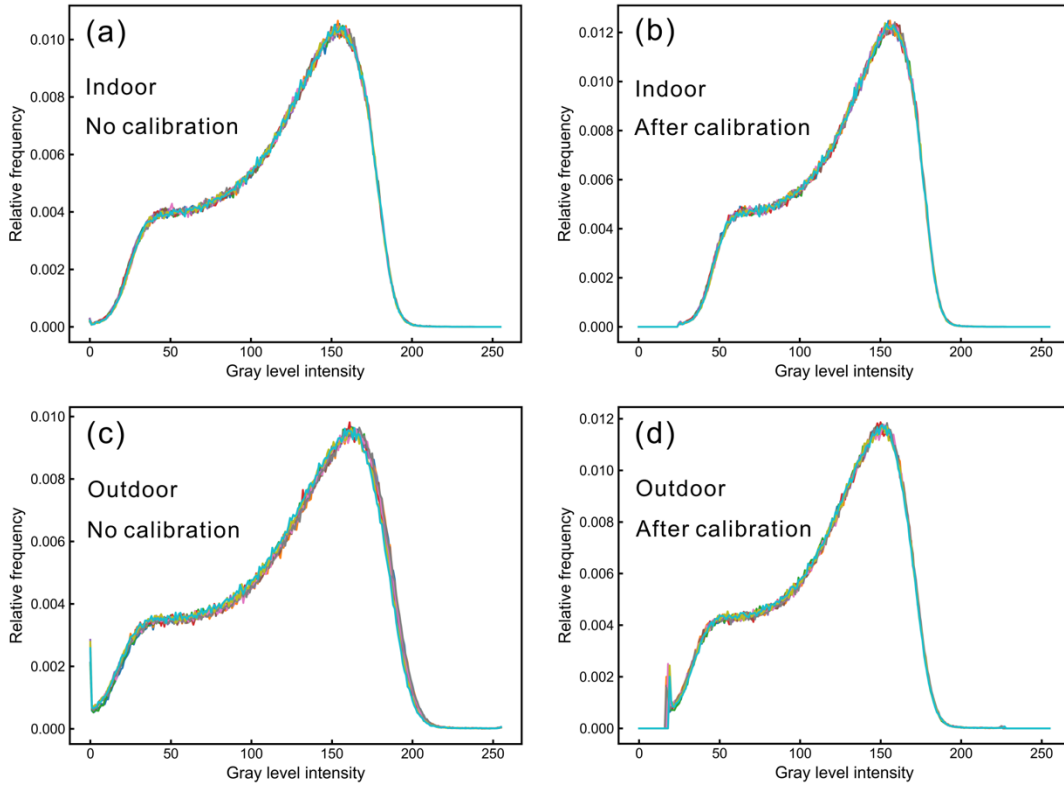 (a)
Indoor
No calibration
Relative frequency
0.010
0.008
0.006
0.004
0.002
0.000
0 50 100 150 200 250
Gray level intensity
(b)
Indoor
After calibration
Relative frequency
0.012
0.010
0.008
0.006
0.004
0.002
0.000
0 50 100 150 200 250
Gray level intensity
(c)
Outdoor
No calibration
Relative frequency
0.010
0.008
0.006
0.004
0.002
0.000
0 50 100 150 200 250
Gray level intensity
(d)
Outdoor
After calibration
Relative frequency
0.012
0.010
0.008
0.006
0.004
0.002
0.000
0 50 100 150 200 250
Gray level intensity